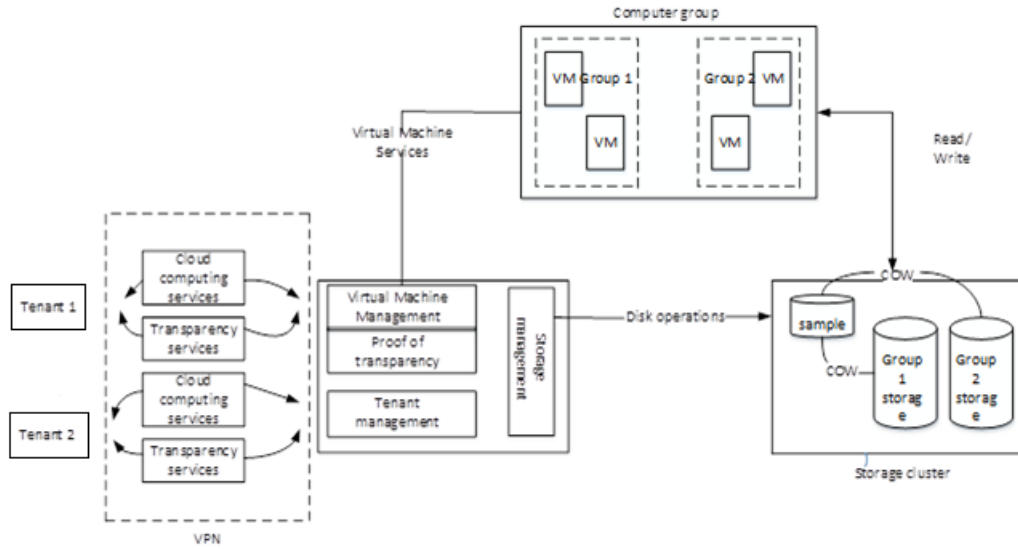 Computer group
VM
Group 1
VM
Group 2
VM
VM
Virtual Machine
Services
Read/
Write
Tenant 1
Tenant 2
Cloud
computing
services
Transparency
services
Cloud
computing
services
Transparency
services
VPN
Virtual Machine
Management
Proof of
transparency
Tenant
management
Storage
management
Disk operations
COW
sample
COW
Group
1
storag
e
Group
2
storag
e
Storage cluster